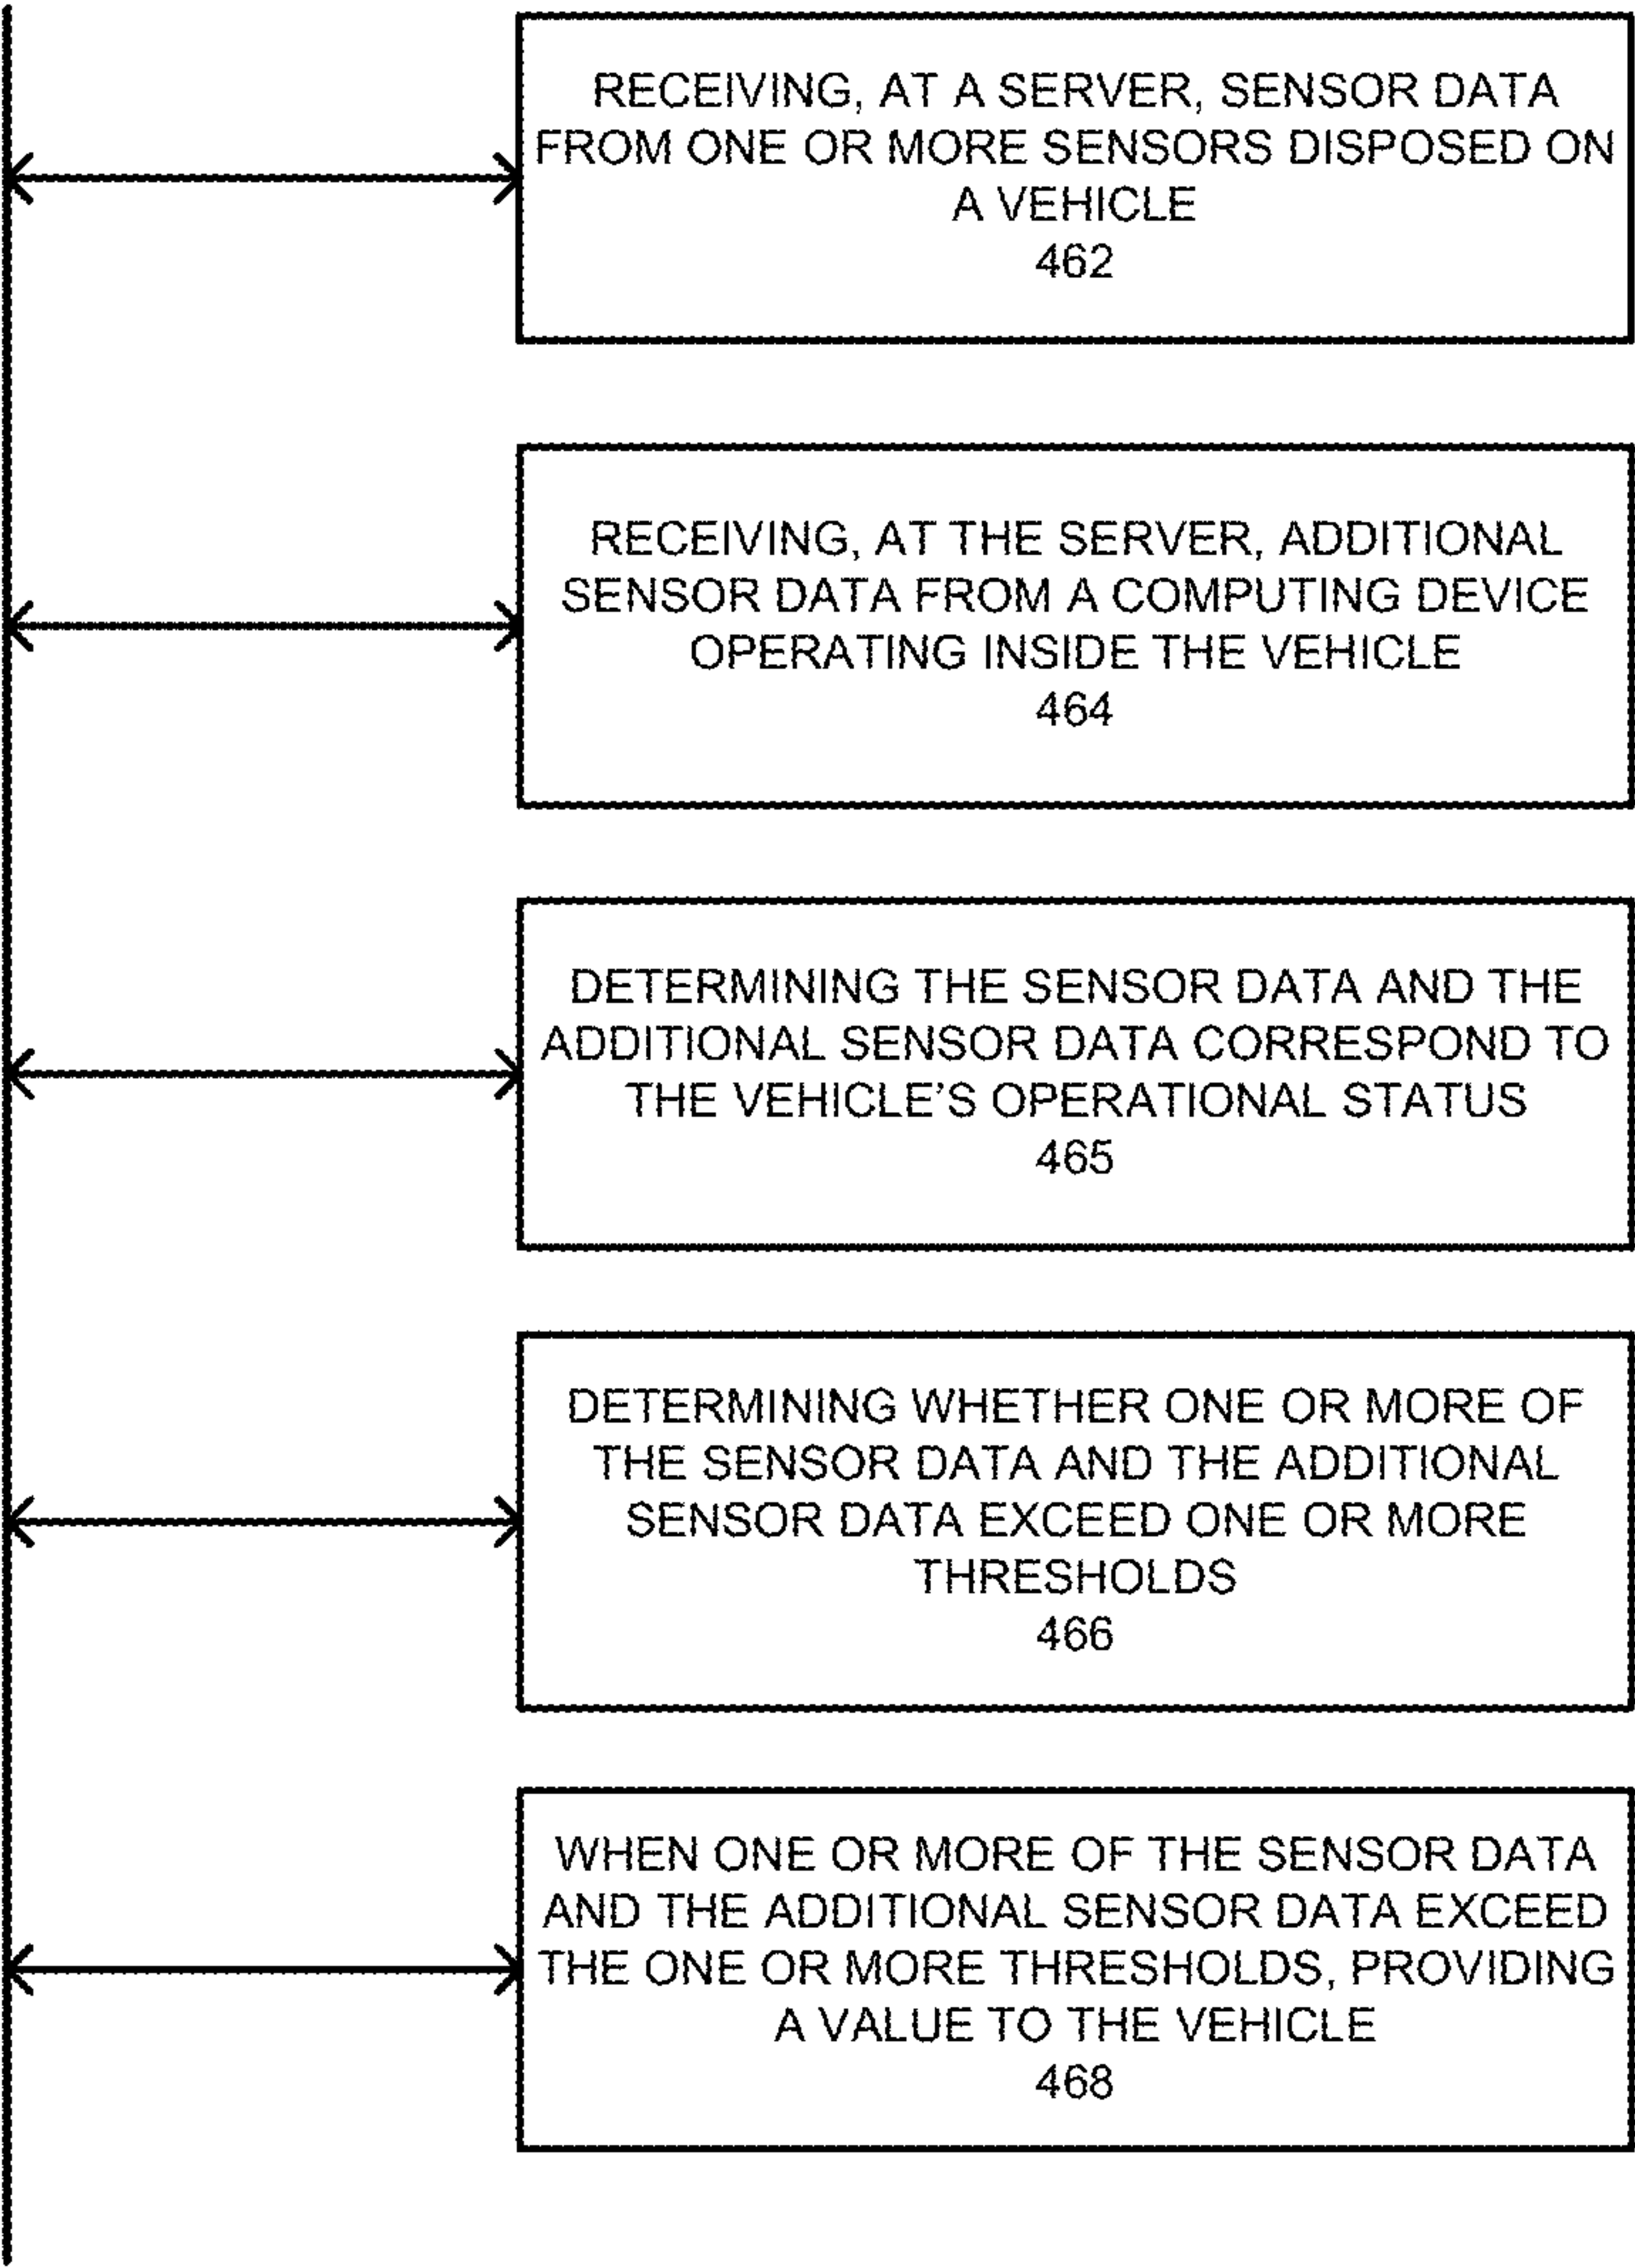 RECEIVING, AT A SERVER, SENSOR DATA
FROM ONE OR MORE SENSORS DISPOSED ON
A VEHICLE
462
RECEIVING, AT THE SERVER, ADDITIONAL
SENSOR DATA FROM A COMPUTING DEVICE
OPERATING INSIDE THE VEHICLE
464
DETERMINING THE SENSOR DATA AND THE
ADDITIONAL SENSOR DATA CORRESPOND TO
THE VEHICLE'S OPERATIONAL STATUS
465
DETERMINING WHETHER ONE OR MORE OF
THE SENSOR DATA AND THE ADDITIONAL
SENSOR DATA EXCEED ONE OR MORE
THRESHOLDS
466
WHEN ONE OR MORE OF THE SENSOR DATA
AND THE ADDITIONAL SENSOR DATA EXCEED
THE ONE OR MORE THRESHOLDS, PROVIDING
A VALUE TO THE VEHICLE
468